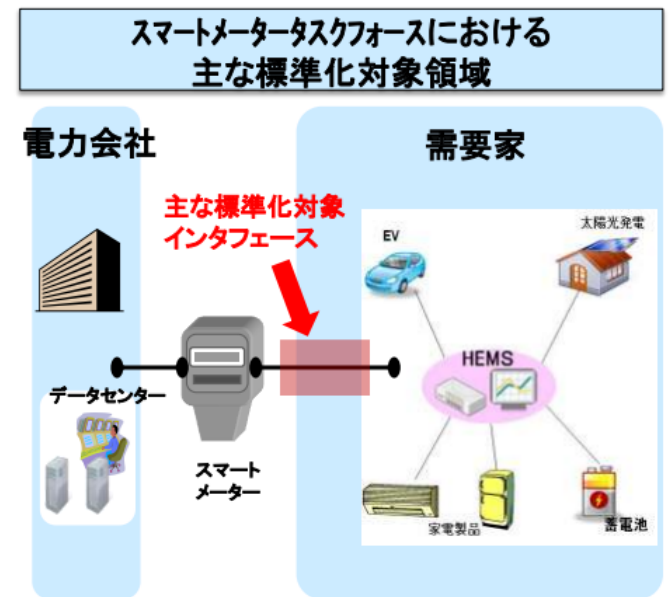 スマートメータータスクフォースにおける
主な標準化対象領域
電力会社
需要家
主な標準化対象
インタフェース
太陽光発電
EV
HEMS
データセンター
スマート
メーター
家電製品
蓄電池